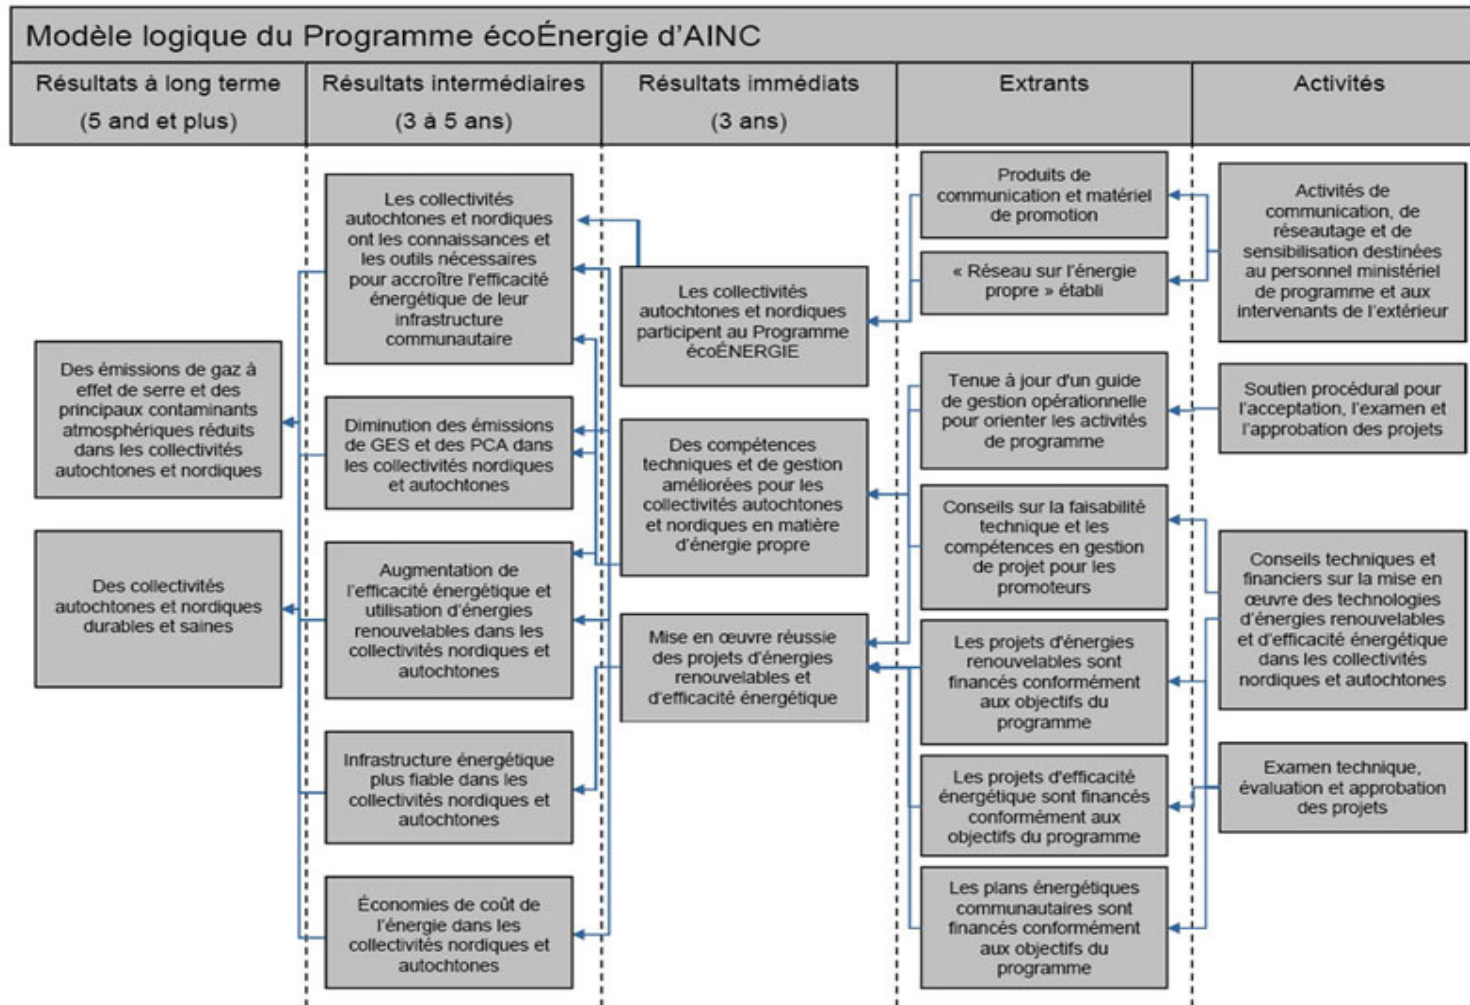 Modèle logique du Programme écoÉnergie d'AINC
Résultats à long terme
(5 and et plus)
Résultats intermédiaires
(3 à 5 ans)
Résultats immédiats
(3 ans)
Extrants
Activités
Des émissions de gaz à
effet de serre et des
principaux contaminants
atmosphériques réduits
dans les collectivités
autochtones et nordiques
Des collectivités
autochtones et nordiques
durables et saines
Les collectivités
autochtones et nordiques
ont les connaissances et
les outils nécessaires
pour accroître l'efficacité
énergétique de leur
infrastructure
communautaire
Diminution des émissions
de GES et des PCA dans
les collectivités nordiques
et autochtones
Augmentation de
l'efficacité énergétique et
utilisation d'énergies
renouvelables dans les
collectivités nordiques et
autochtones
Infrastructure énergétique
plus fiable dans les
collectivités nordiques et
autochtones
Économies de coût de
l'énergie dans les
collectivités nordiques et
autochtones
Les collectivités
autochtones et nordiques
participent au Programme
écoÉNERGIE
Des compétences
techniques et de gestion
améliorées pour les
collectivités autochtones
et nordiques en matière
d'énergie propre
Mise en œuvre réussie
des projets d'énergies
renouvelables et
d'efficacité énergétique
Produits de
communication et matériel
de promotion
« Réseau sur l'énergie
propre » établi
Tenue à jour d'un guide
de gestion opérationnelle
pour orienter les activités
de programme
Conseils sur la faisabilité
technique et les
compétences en gestion
de projet pour les
promoteurs
Les projets d'énergies
renouvelables sont
financés conformément
aux objectifs du
programme
Les projets d'efficacité
énergétique sont financés
conformément aux
objectifs du programme
Les plans énergétiques
communautaires sont
financés conformément
aux objectifs du
programme
Activités de
communication, de
réseautage et de
sensibilisation destinées
au personnel ministériel
de programme et aux
intervenants de l'extérieur
Soutien procédural pour
l'acceptation, l'examen et
l'approbation des projets
Conseils techniques et
financiers sur la mise en
œuvre des technologies
d'énergies renouvelables
et d'efficacité énergétique
dans les collectivités
nordiques et autochtones
Examen technique,
évaluation et approbation
des projets